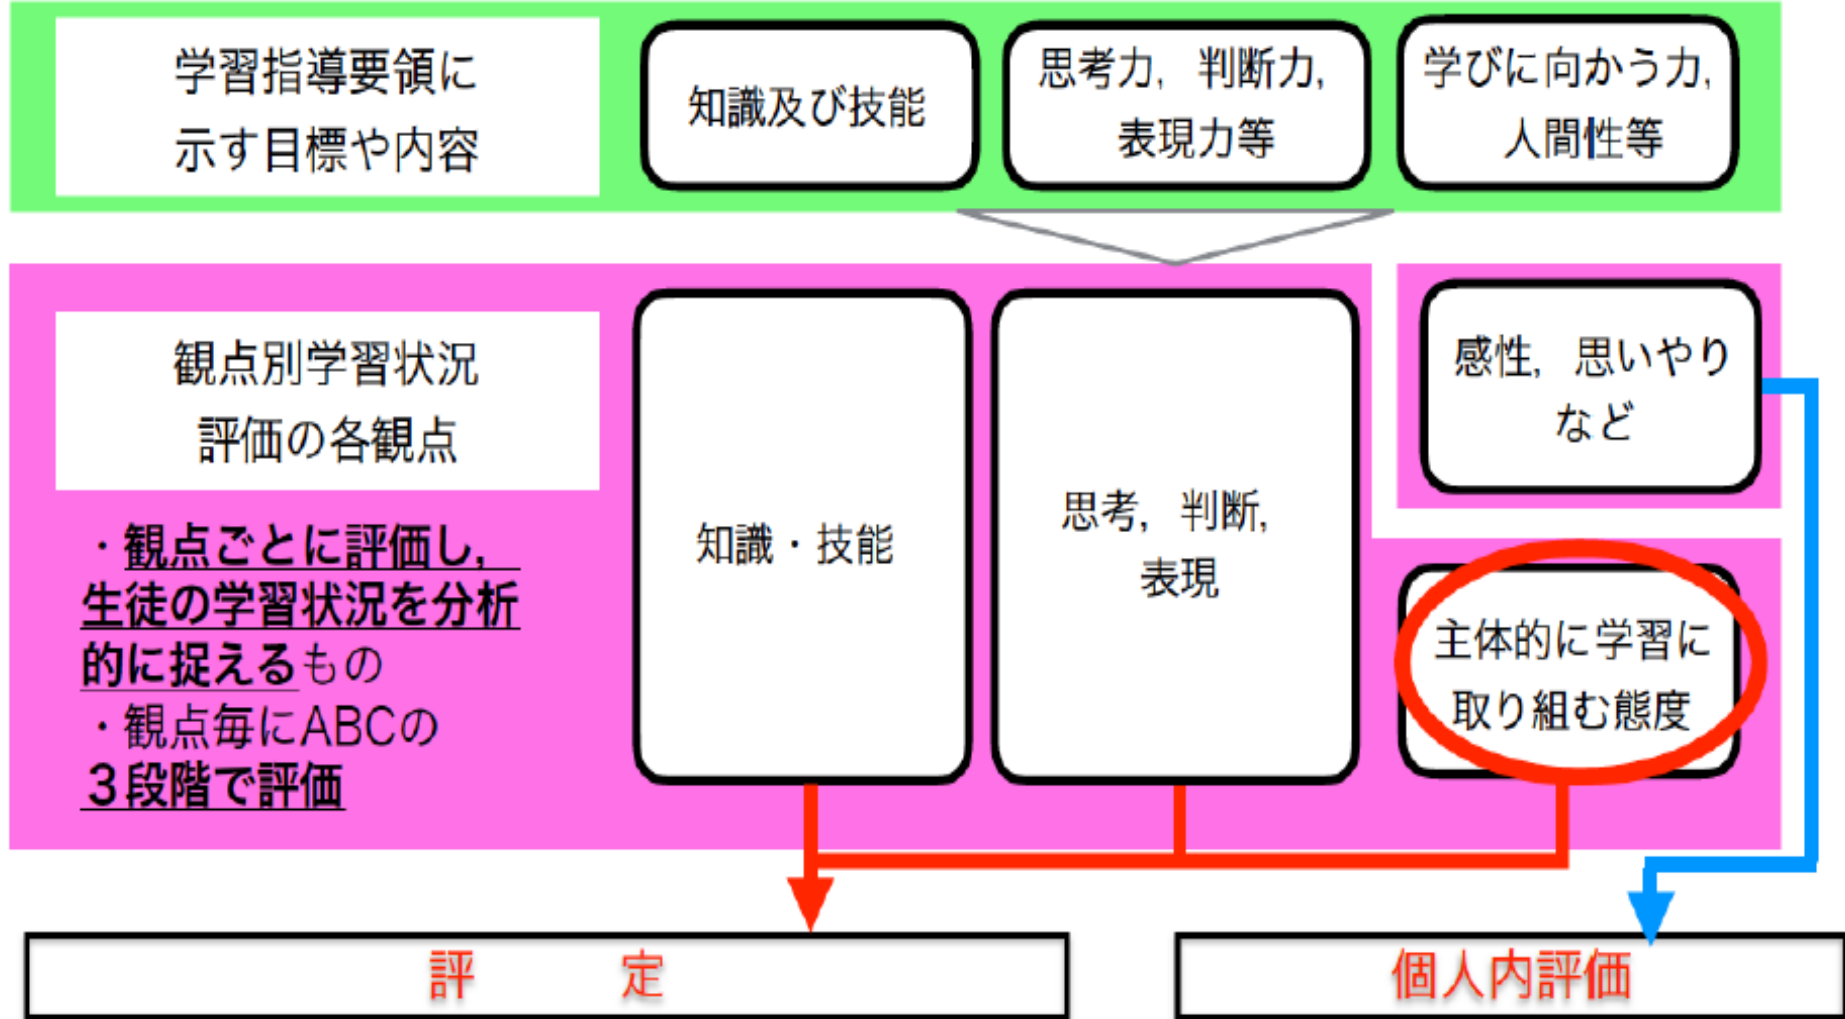 学習指導要領に
示す目標や内容
知識及び技能
思考力，判断力，
表現力等
学びに向かう力，
人間性等
観点別学習状況
評価の各観点
・観点ごとに評価し，
生徒の学習状況を分析
的に捉えるもの
・観点毎にABCの
３段階で評価
知識・技能
思考，判断，
表現
感性，思いやり
など
主体的に学習に
取り組む態度
評　　定
個人内評価